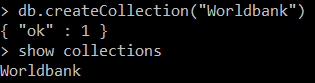 > db.createCollection("Worldbank")
{ "ok" : 1 }
> show collections
Worldbank